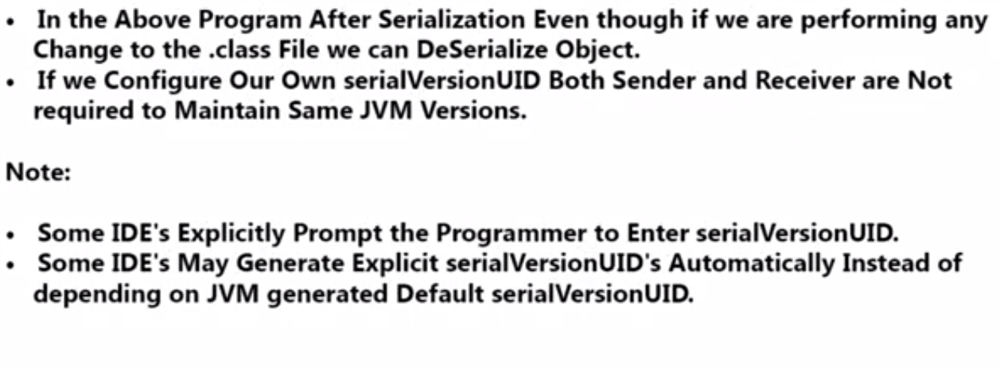 • In the Above Program After Serialization Even though if we are performing any
Change to the .class File we can DeSerialize Object.
• If we Configure Our Own serialVersionUID Both Sender and Receiver are Not
required to Maintain Same JVM Versions.
Note:
• Some IDE's Explicitly Prompt the Programmer to Enter serialVersionUID.
• Some IDE's May Generate Explicit serialVersionUID's Automatically Instead of
depending on JVM generated Default serialVersionUID.